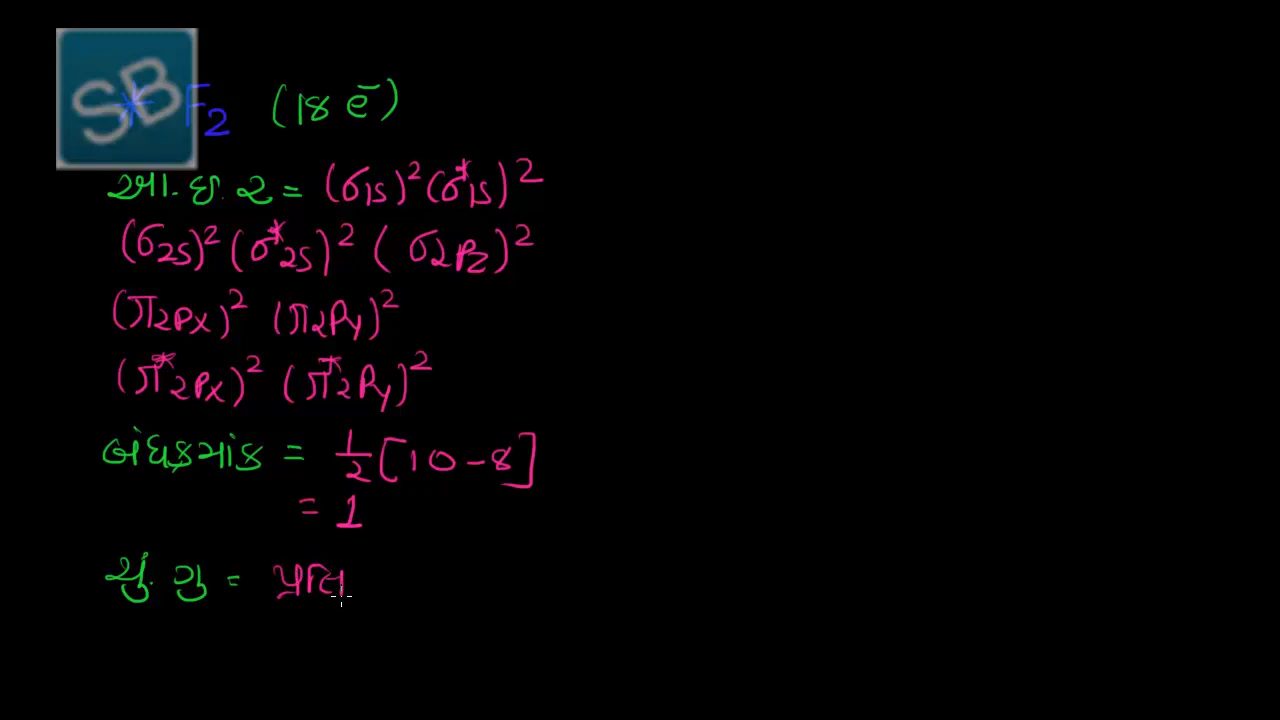 SB
* F₂ (18 e⁻)
આ.ઇ.૨ = (σ1s)² (σ*1s)²
(σ2s)² (σ*2s)² (σ2pz)²
(π2px)² (π2py)²
(π*2px)² (π*2py)²
બંધક્રમાંક = 1/2 [10-8]
= 1
ચું. ગુ = પ્રતિ